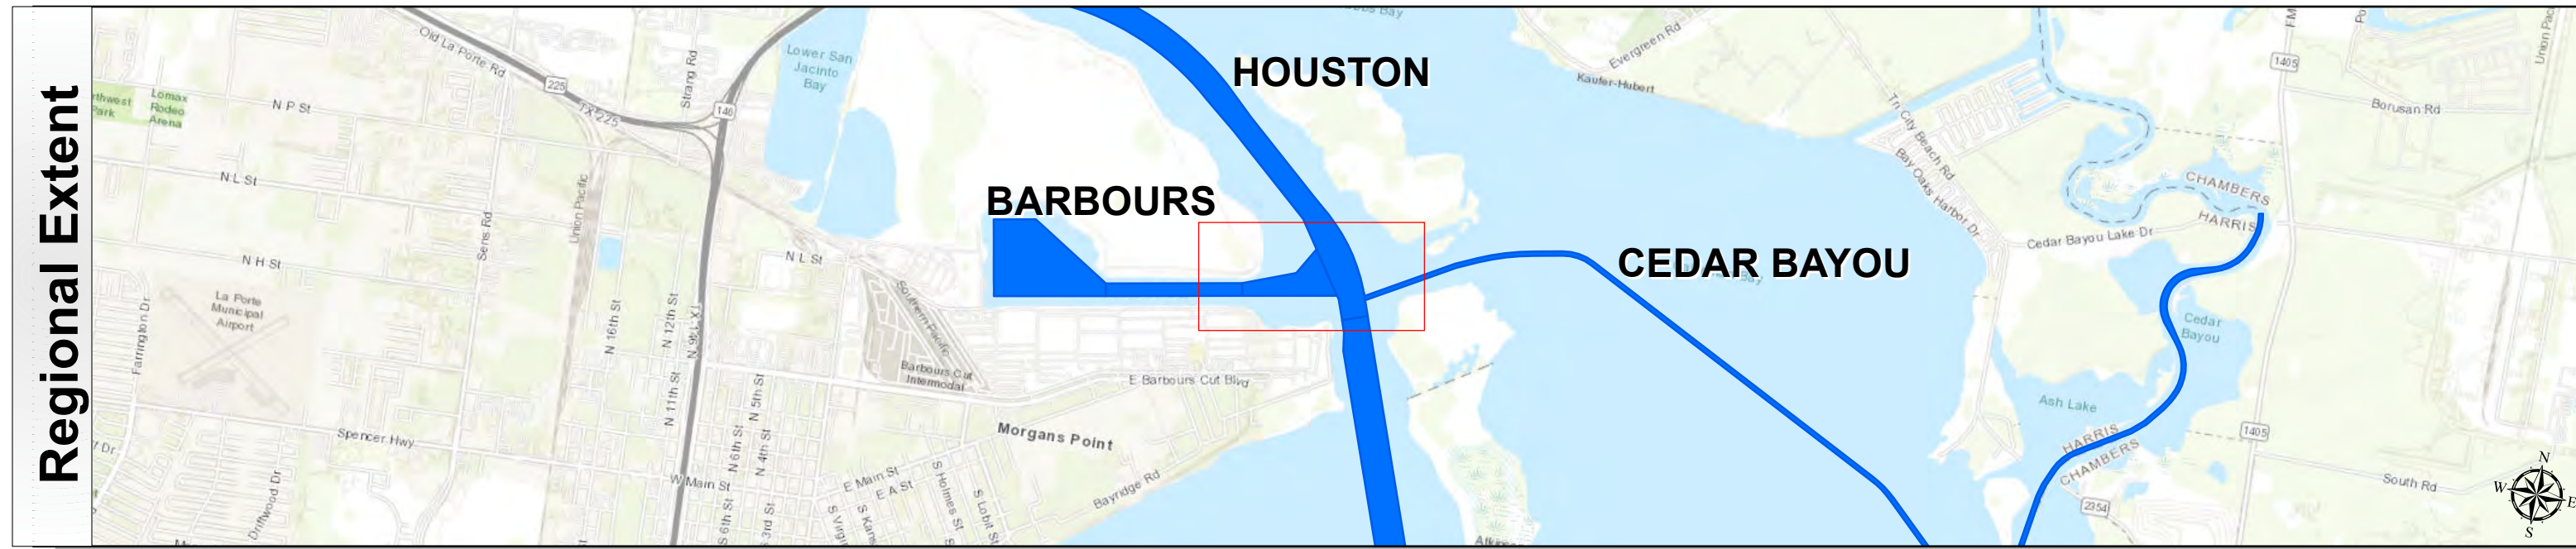 Regional Extent
HOUSTON
BARBOURS
CEDAR BAYOU
Old La Porte Rd
225
TX 225
Strang Rd
146
Lower San
Jacinto
Bay
Lomax
Rodeo
Arena
Park
N P St
N L St
Sens Rd
Union Pacific
N H St
N L St
La Porte
Municipal
Airport
Farrington Dr
N 16th St
N 12th St
TX 146
N 11th St
N 5th St
N 6th St
N 4th St
Southern Pacific
Barbours Cut
Intermodal
E Barbours Cut Blvd
Morgans Point
Spencer Hwy
Driftwood Dr
W Main St
S 6th St
S 3rd St
E Main St
E A St
S Holmes St
S Lobit St
Bayridge Rd
Evergreen Rd
Kaufer-Hubert
Tri City Beach Rd
Bay Oaks Harbor Dr
CHAMBERS
HARRIS
Cedar Bayou Lake Dr
Cedar
Bayou
Ash Lake
HARRIS
CHAMBERS
1405
FM
Borusan Rd
1405
2354
South Rd
N
W
E
S